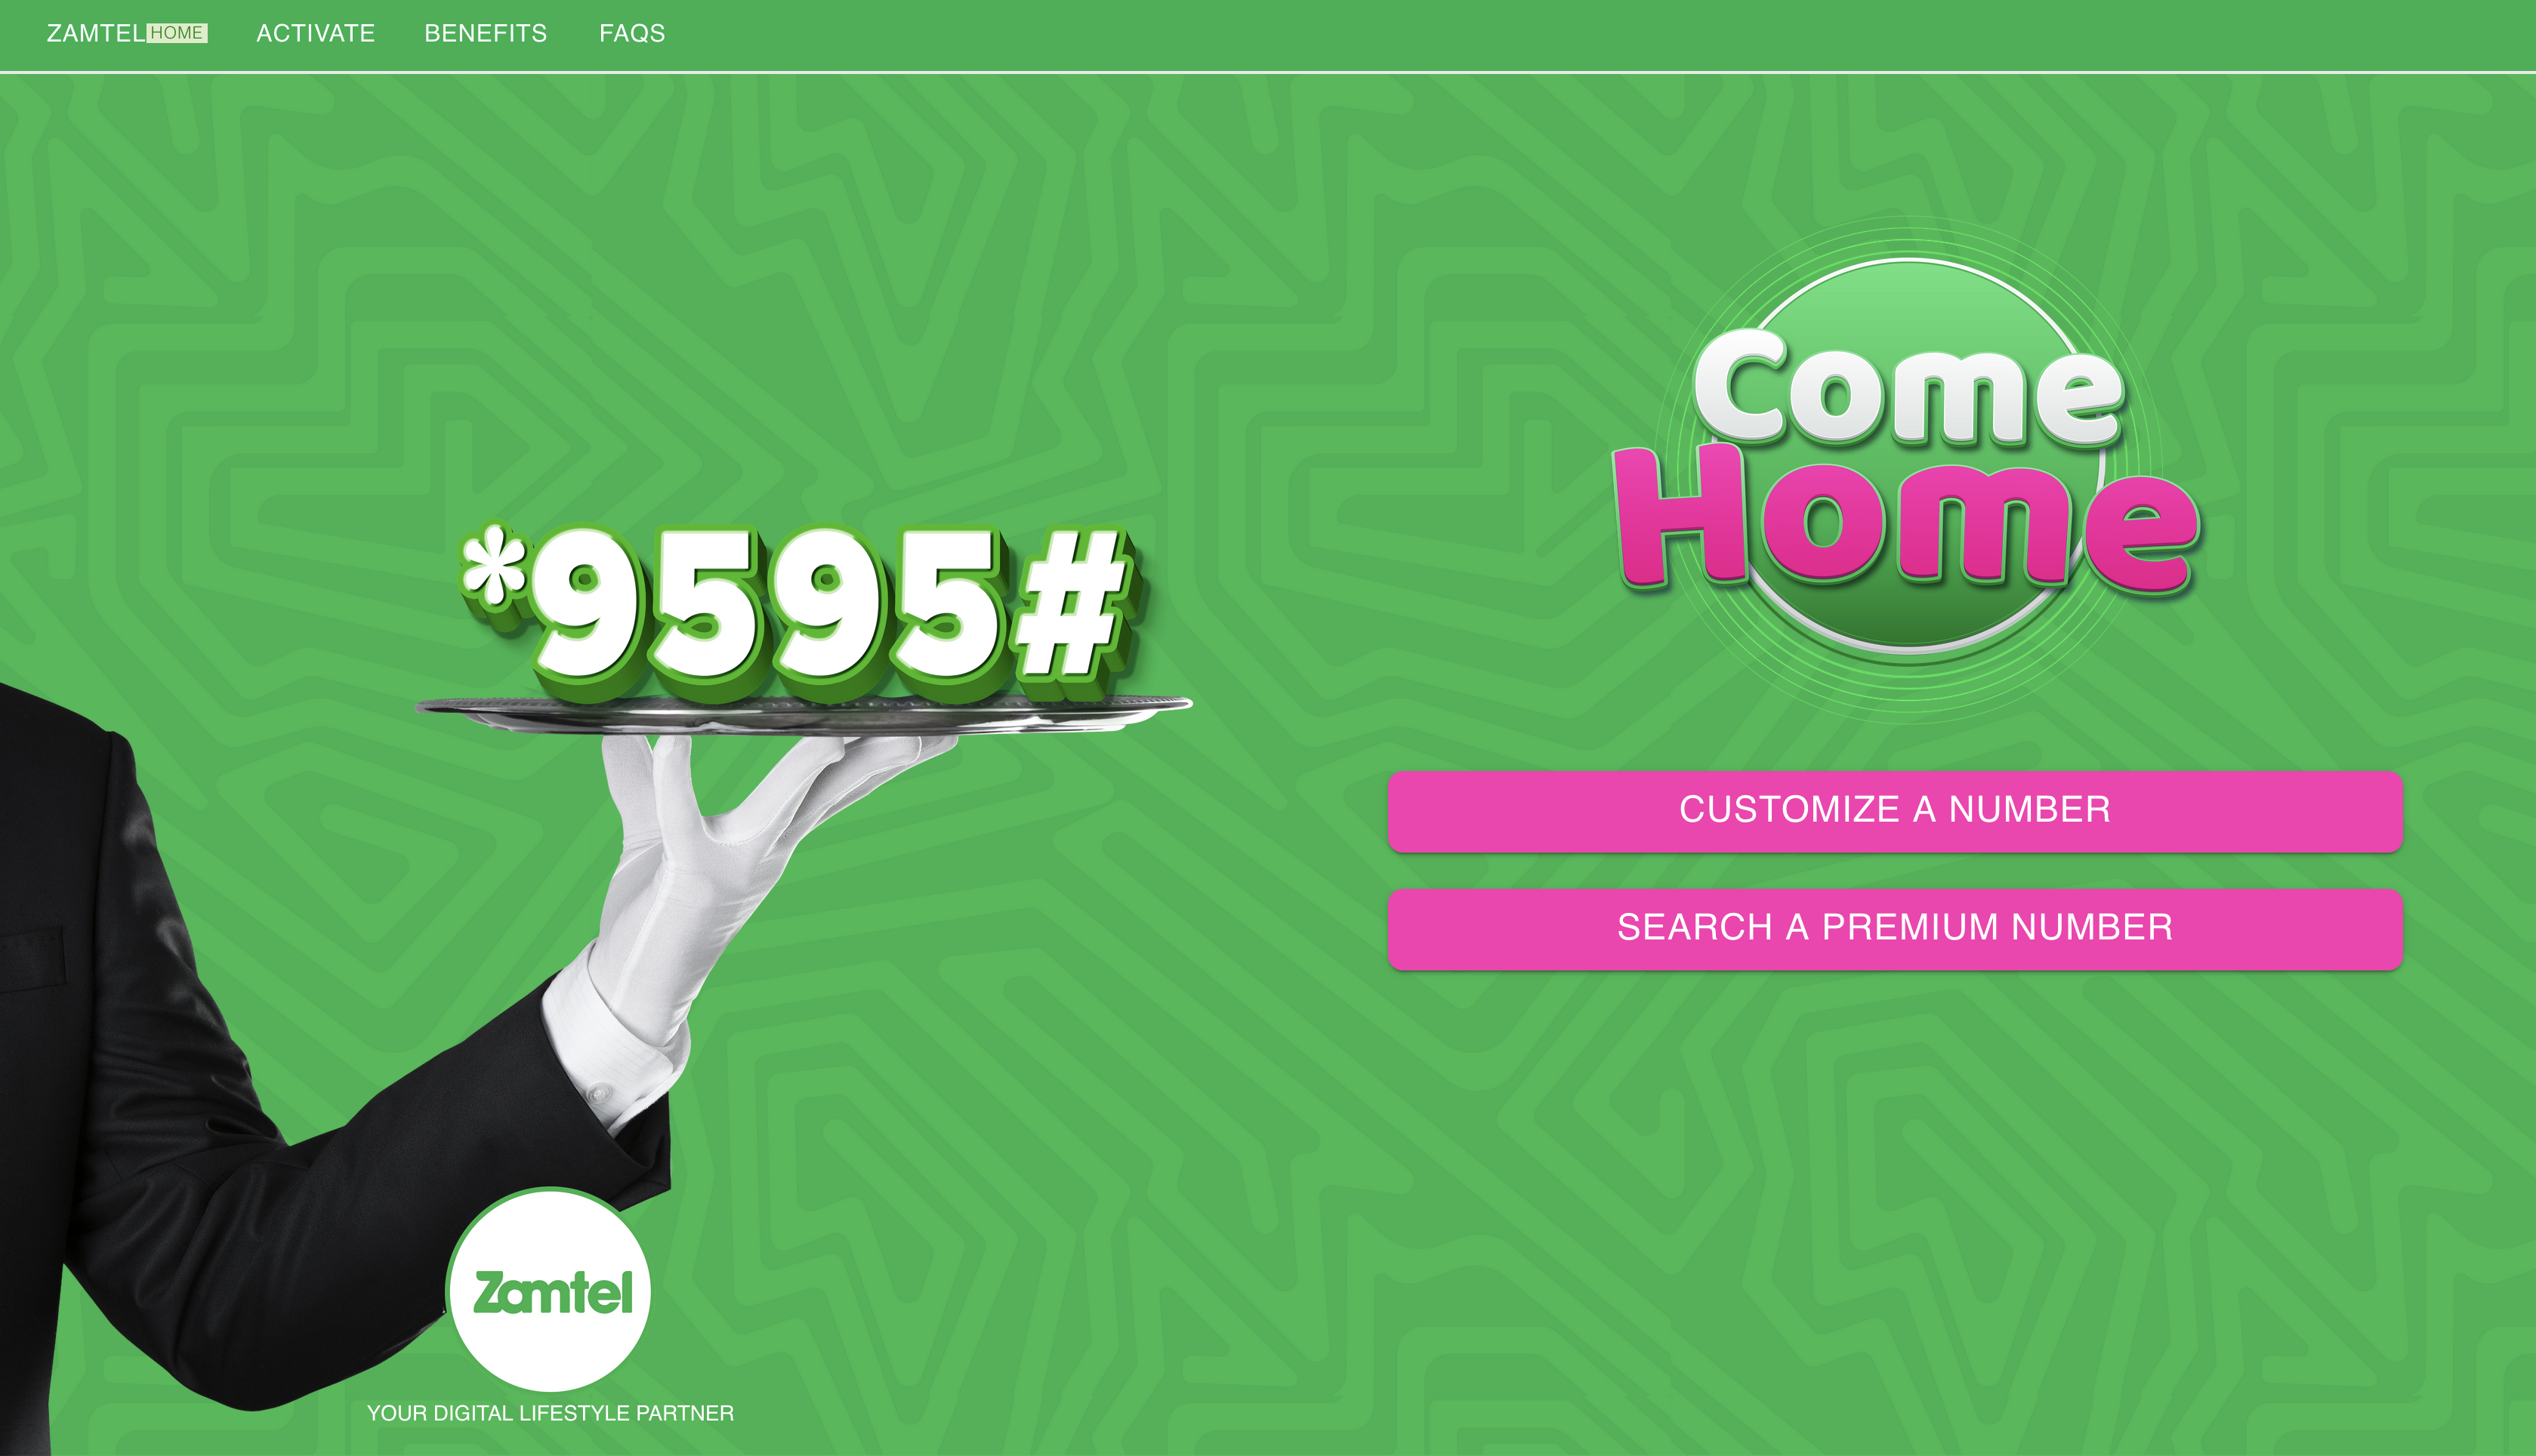 ZAMTEL HOME ACTIVATE BENEFITS FAQS
*9595#
Come
Home
CUSTOMIZE A NUMBER
SEARCH A PREMIUM NUMBER
Zamtel
YOUR DIGITAL LIFESTYLE PARTNER